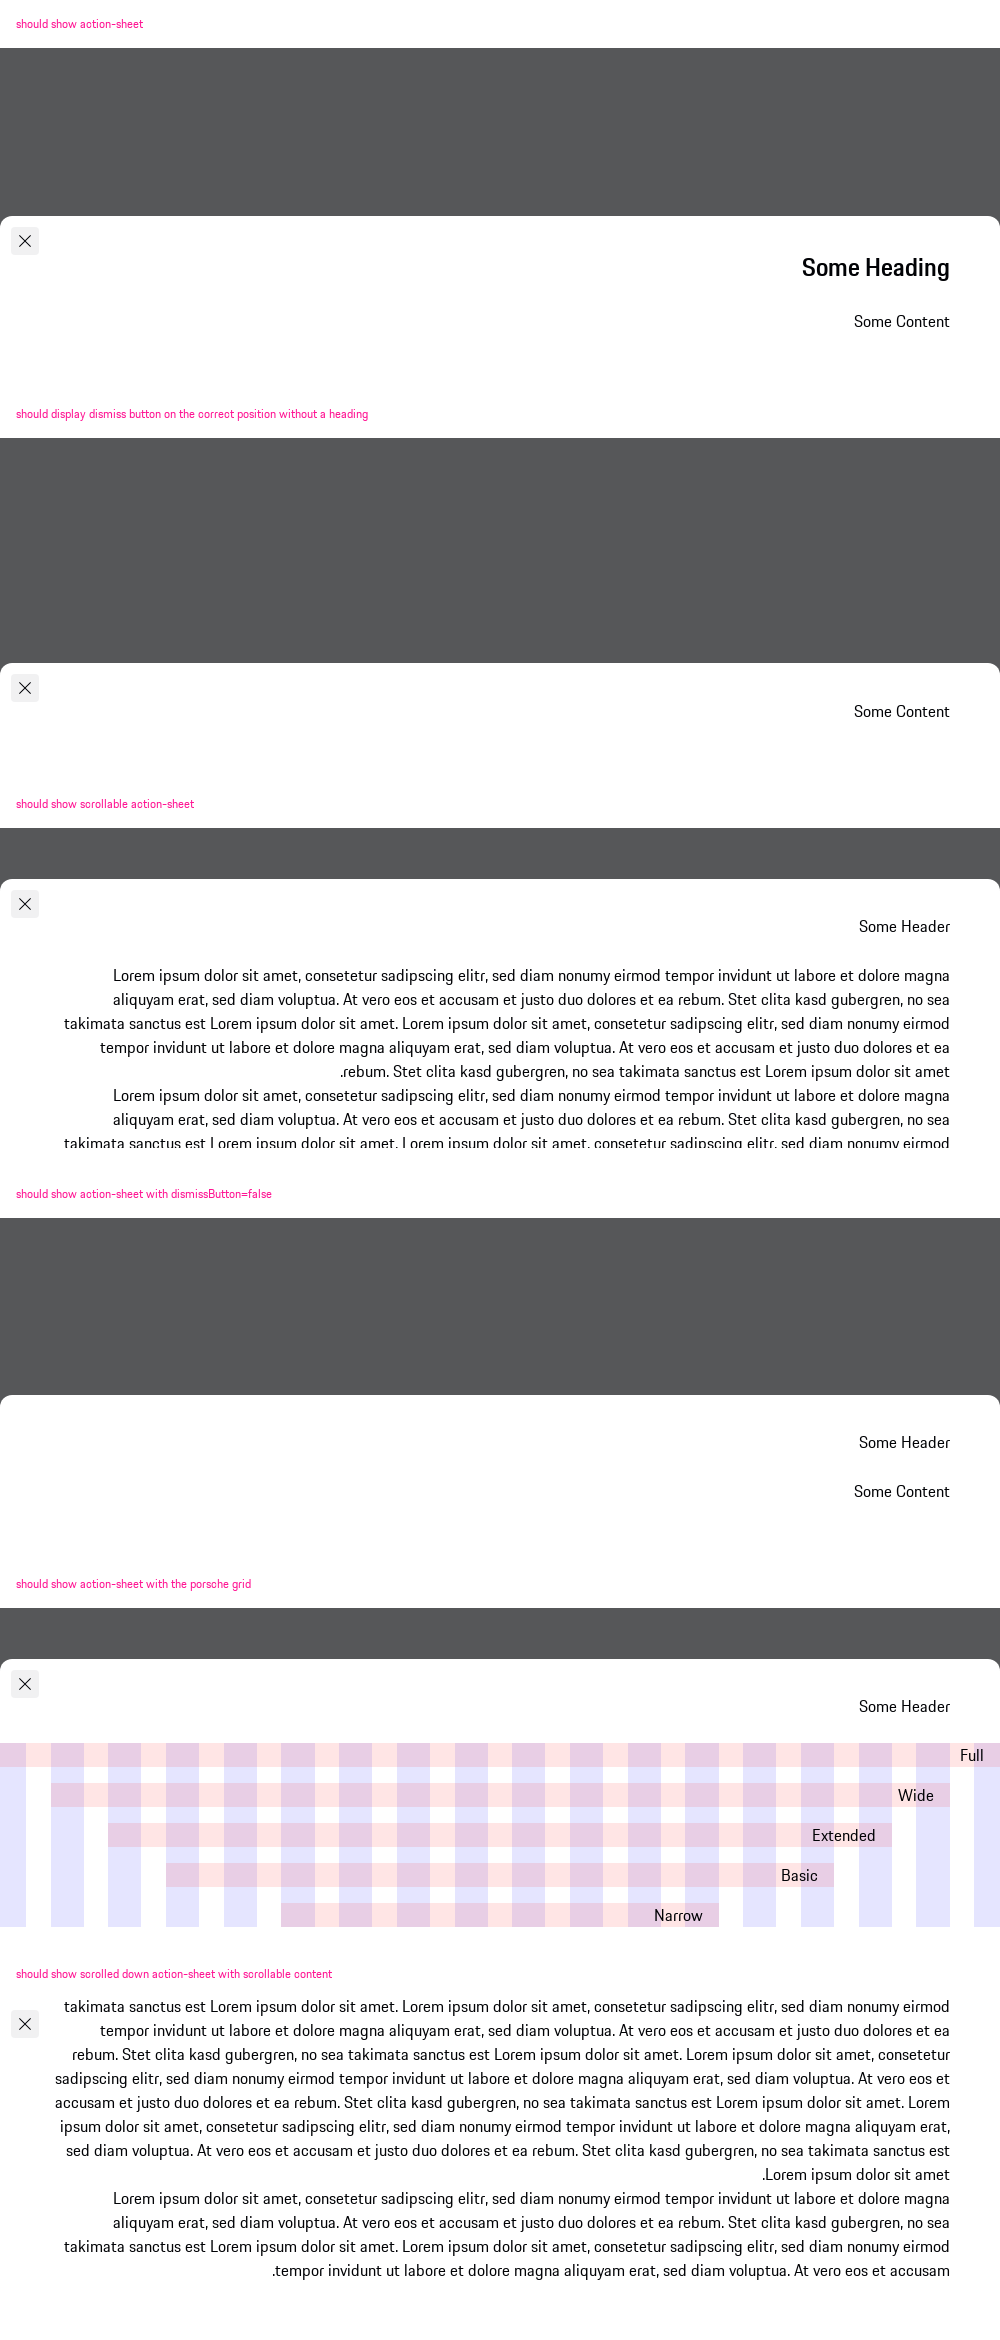 should show action-sheet
Some Heading
Some Content
should display dismiss button on the correct position without a heading
Some Content
should show scrollable action-sheet
Some Header
Lorem ipsum dolor sit amet, consetetur sadipscing elitr, sed diam nonumy eirmod tempor invidunt ut labore et dolore magna
aliquyam erat, sed diam voluptua. At vero eos et accusam et justo duo dolores et ea rebum. Stet clita kasd gubergren, no sea
takimata sanctus est Lorem ipsum dolor sit amet. Lorem ipsum dolor sit amet, consetetur sadipscing elitr, sed diam nonumy eirmod
tempor invidunt ut labore et dolore magna aliquyam erat, sed diam voluptua. At vero eos et accusam et justo duo dolores et ea
.rebum. Stet clita kasd gubergren, no sea takimata sanctus est Lorem ipsum dolor sit amet
Lorem ipsum dolor sit amet, consetetur sadipscing elitr, sed diam nonumy eirmod tempor invidunt ut labore et dolore magna
aliquyam erat, sed diam voluptua. At vero eos et accusam et justo duo dolores et ea rebum. Stet clita kasd gubergren, no sea
takimata sanctus est Lorem ipsum dolor sit amet. Lorem ipsum dolor sit amet, consetetur sadipscing elitr, sed diam nonumy eirmod
should show action-sheet with dismissButton=false
Some Header
Some Content
should show action-sheet with the porsche grid
Some Header
Full
Wide
Extended
Basic
Narrow
should show scrolled down action-sheet with scrollable content
takimata sanctus est Lorem ipsum dolor sit amet. Lorem ipsum dolor sit amet, consetetur sadipscing elitr, sed diam nonumy eirmod
tempor invidunt ut labore et dolore magna aliquyam erat, sed diam voluptua. At vero eos et accusam et justo duo dolores et ea
rebum. Stet clita kasd gubergren, no sea takimata sanctus est Lorem ipsum dolor sit amet. Lorem ipsum dolor sit amet, consetetur
sadipscing elitr, sed diam nonumy eirmod tempor invidunt ut labore et dolore magna aliquyam erat, sed diam voluptua. At vero eos et
accusam et justo duo dolores et ea rebum. Stet clita kasd gubergren, no sea takimata sanctus est Lorem ipsum dolor sit amet. Lorem
ipsum dolor sit amet, consetetur sadipscing elitr, sed diam nonumy eirmod tempor invidunt ut labore et dolore magna aliquyam erat,
sed diam voluptua. At vero eos et accusam et justo duo dolores et ea rebum. Stet clita kasd gubergren, no sea takimata sanctus est
.Lorem ipsum dolor sit amet
Lorem ipsum dolor sit amet, consetetur sadipscing elitr, sed diam nonumy eirmod tempor invidunt ut labore et dolore magna
aliquyam erat, sed diam voluptua. At vero eos et accusam et justo duo dolores et ea rebum. Stet clita kasd gubergren, no sea
takimata sanctus est Lorem ipsum dolor sit amet. Lorem ipsum dolor sit amet, consetetur sadipscing elitr, sed diam nonumy eirmod
.tempor invidunt ut labore et dolore magna aliquyam erat, sed diam voluptua. At vero eos et accusam